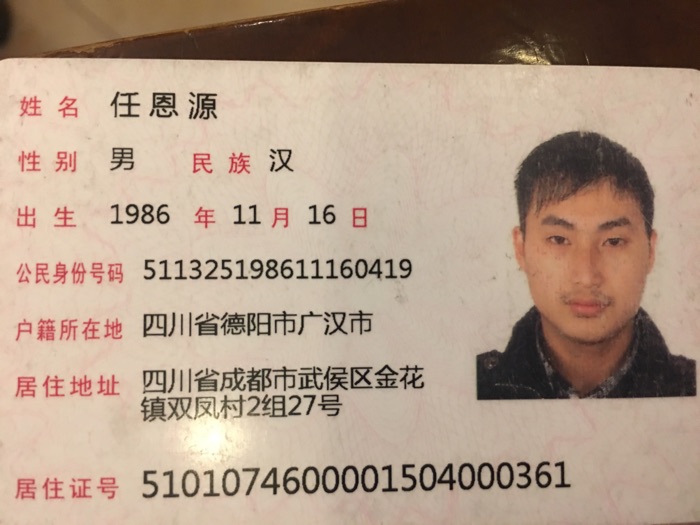 姓名 任恩源
性别 男 民族 汉
出生 1986 年 11 月 16 日
公民身份号码 511325198611160419
户籍所在地 四川省德阳市广汉市
居住地址 四川省成都市武侯区金花
镇双凤村2组27号
居住证号 5101074600001504000361